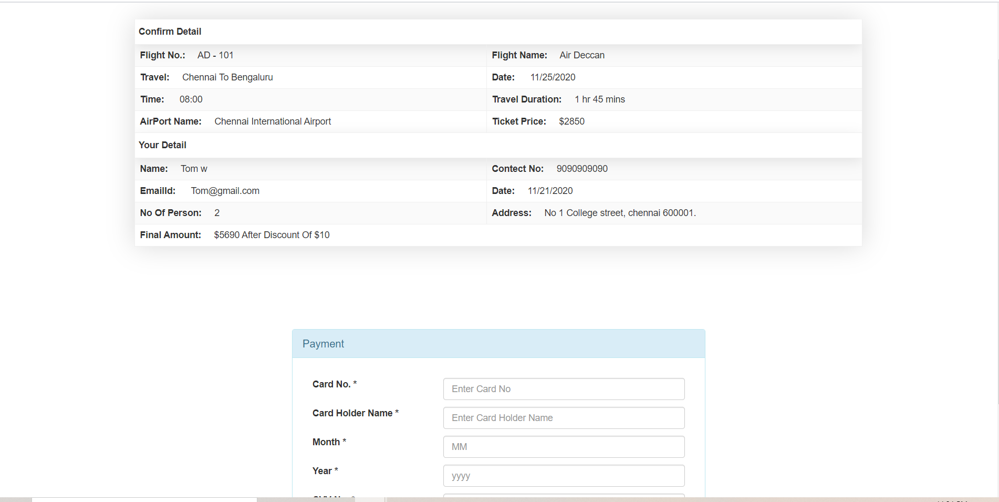 Confirm Detail
Flight No.: AD - 101 Flight Name: Air Deccan
Travel: Chennai To Bengaluru Date: 11/25/2020
Time: 08:00 Travel Duration: 1 hr 45 mins
AirPort Name: Chennai International Airport Ticket Price: $2850
Your Detail
Name: Tom w Contect No: 9090909090
EmailId: Tom@gmail.com Date: 11/21/2020
No Of Person: 2 Address: No 1 College street, chennai 600001.
Final Amount: $5690 After Discount Of $10
Payment
Card No. * Enter Card No
Card Holder Name * Enter Card Holder Name
Month * MM
Year * yyyy